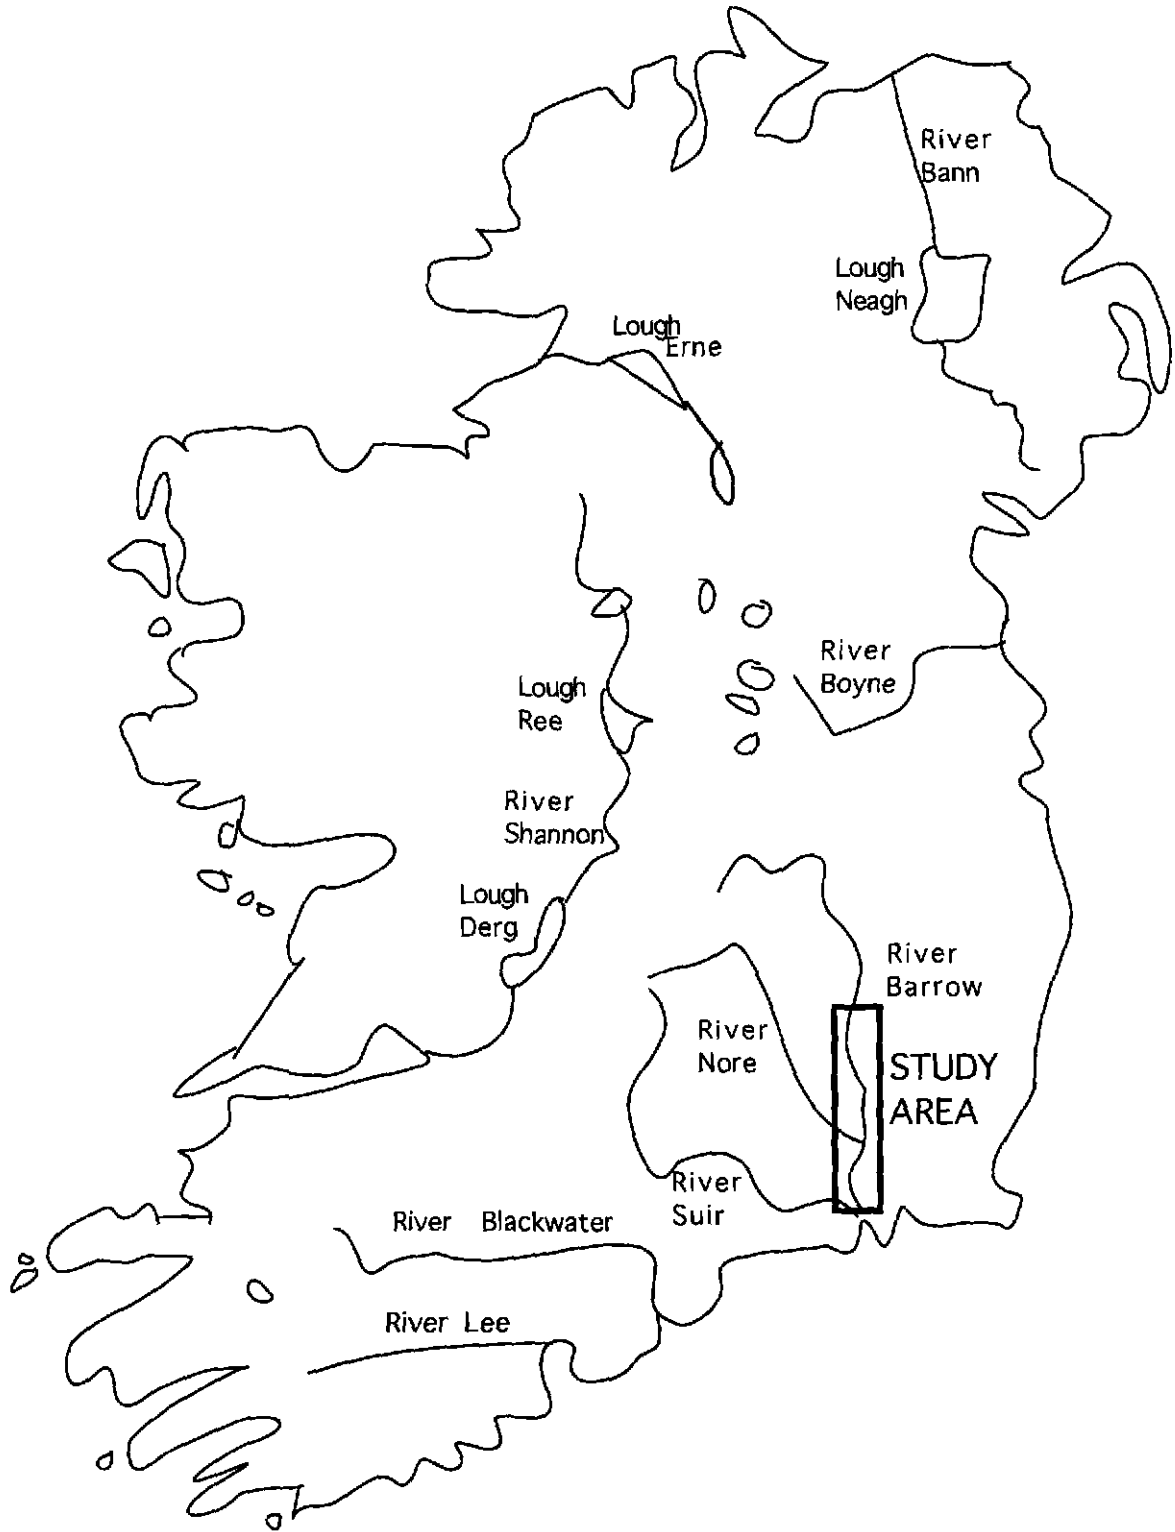 River
Bann
Lough
Neagh
Lough
Erne
River
Boyne
Lough
Ree
River
Shannon
Lough
Derg
River
Barrow
River
Nore
STUDY
AREA
River
Suir
River Blackwater
River Lee